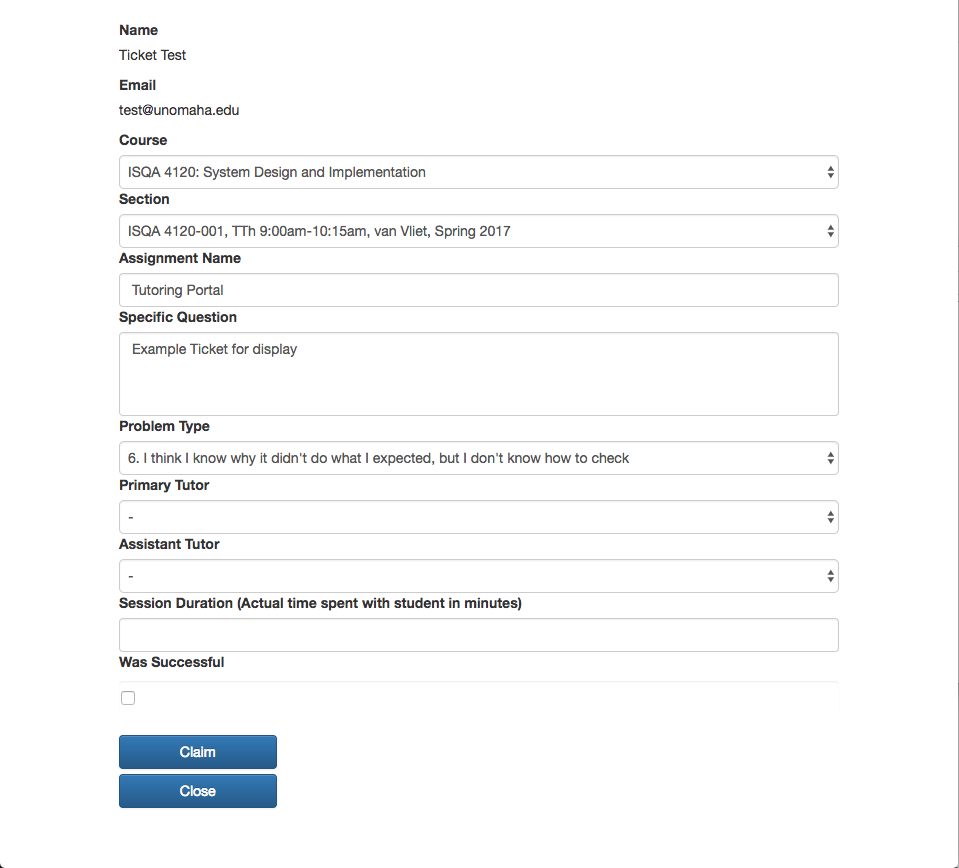 Name
Ticket Test
Email
test@unomaha.edu
Course
ISQA 4120: System Design and Implementation
Section
ISQA 4120-001, TTh 9:00am-10:15am, van Vliet, Spring 2017
Assignment Name
Tutoring Portal
Specific Question
Example Ticket for display
Problem Type
6. I think I know why it didn't do what I expected, but I don't know how to check
Primary Tutor
-
Assistant Tutor
-
Session Duration (Actual time spent with student in minutes)
Was Successful
Claim
Close